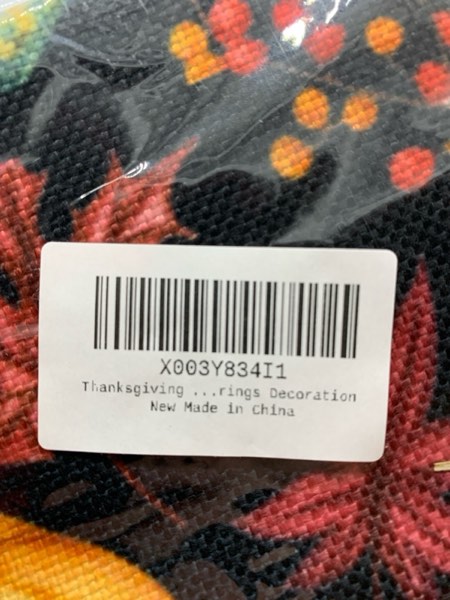 X003Y834I1
Thanksgiving ...rings Decoration
New Made in China